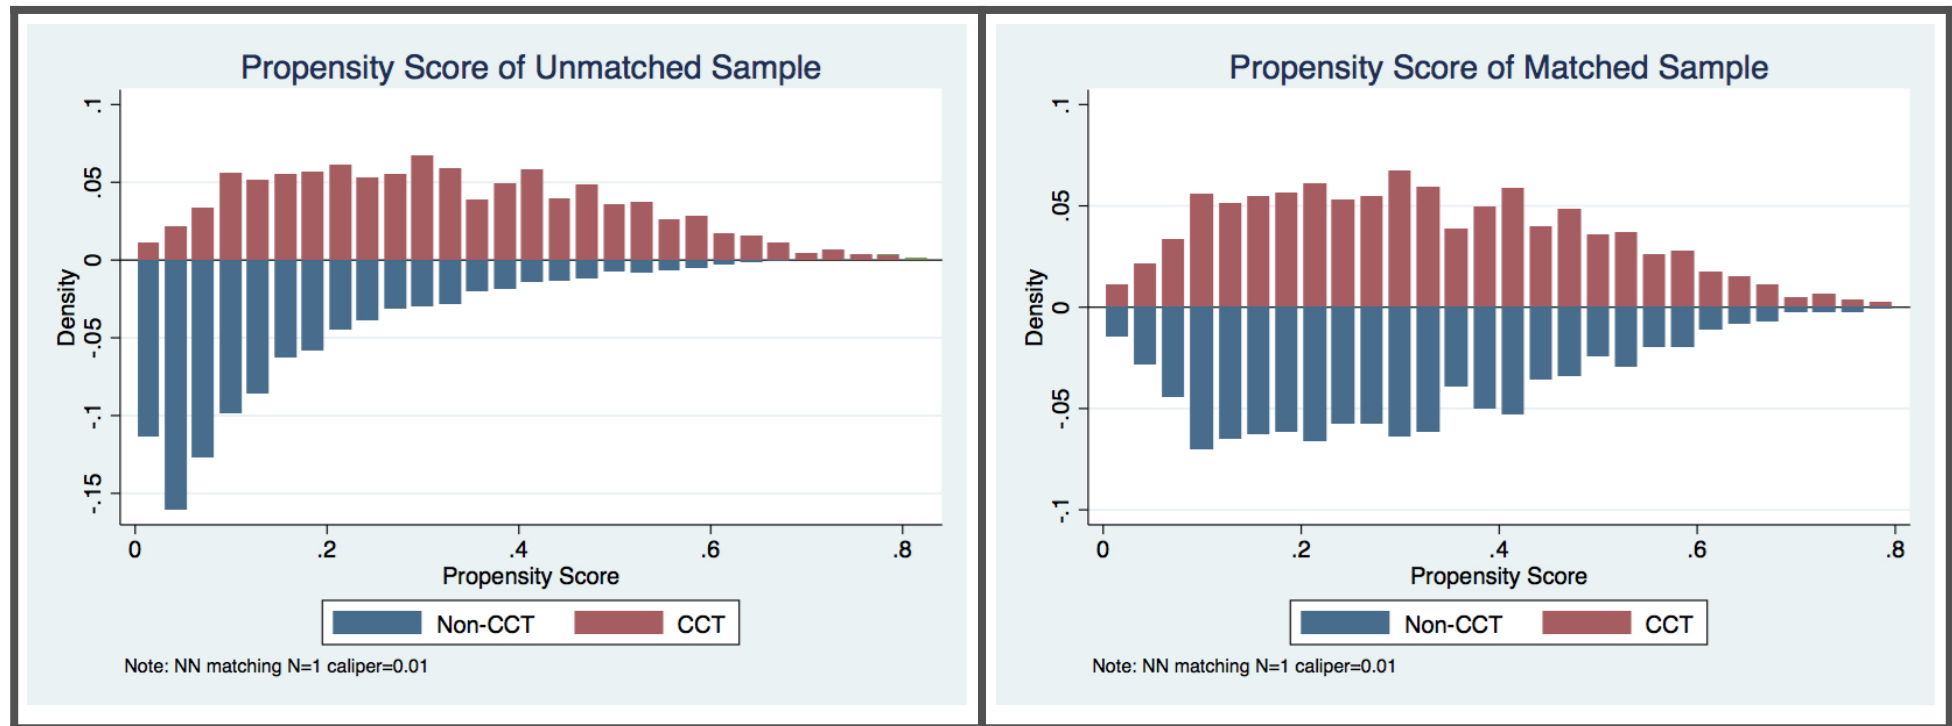 Propensity Score of Unmatched Sample
.1
.05
0
-.05
-.1
-.15
Density
0 .2 .4 .6 .8
Propensity Score
Non-CCT CCT
Note: NN matching N=1 caliper=0.01
Propensity Score of Matched Sample
.1
.05
0
-.05
-.1
Density
0 .2 .4 .6 .8
Propensity Score
Non-CCT CCT
Note: NN matching N=1 caliper=0.01